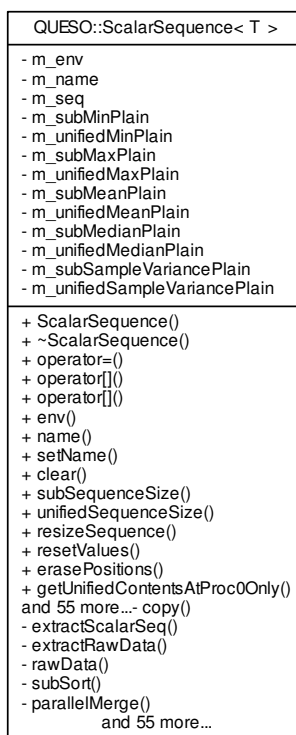 QUESO::ScalarSequence< T >
- m_env
- m_name
- m_seq
- m_subMinPlain
- m_unifiedMinPlain
- m_subMaxPlain
- m_unifiedMaxPlain
- m_subMeanPlain
- m_unifiedMeanPlain
- m_subMedianPlain
- m_unifiedMedianPlain
- m_subSampleVariancePlain
- m_unifiedSampleVariancePlain
+ ScalarSequence()
+ ~ScalarSequence()
+ operator=()
+ operator[]()
+ operator[]()
+ env()
+ name()
+ setName()
+ clear()
+ subSequenceSize()
+ unifiedSequenceSize()
+ resizeSequence()
+ resetValues()
+ erasePositions()
+ getUnifiedContentsAtProc0Only()
and 55 more...- copy()
- extractScalarSeq()
- extractRawData()
- rawData()
- subSort()
- parallelMerge()
and 55 more...